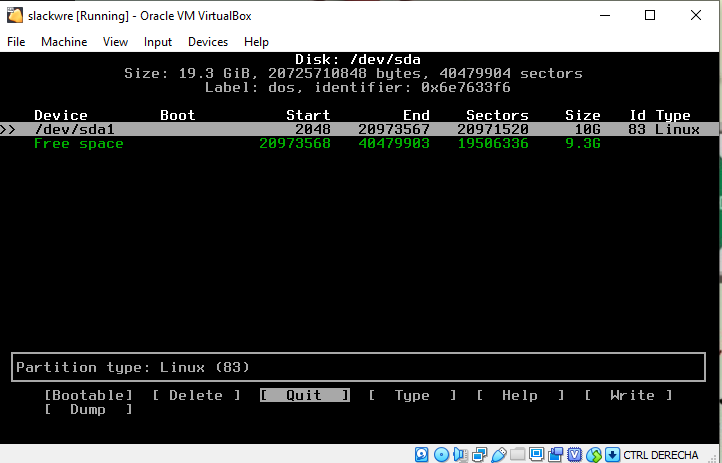 slackwre [Running] - Oracle VM VirtualBox
File Machine View Input Devices Help
Disk: /dev/sda
Size: 19.3 GiB, 20725710848 bytes, 40479904 sectors
Label: dos, identifier: 0x6e7633f6
Device Boot Start End Sectors Size Id Type
>> /dev/sda1 2048 20973567 20971520 10G 83 Linux
Free space 20973568 40479903 19506336 9.3G
Partition type: Linux (83)
[Bootable] [ Delete ] [ Quit ] [ Type ] [ Help ] [ Write ]
[ Dump ]
CTRL DERECHA